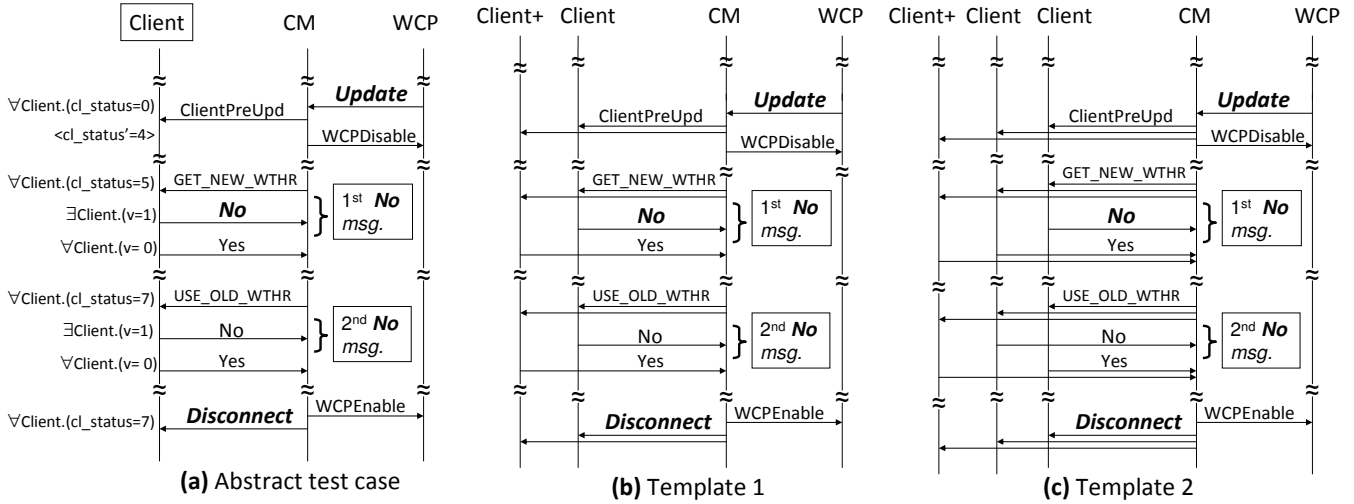 Client CM WCP
∀Client.(cl_status=0) Update
ClientPreUpd
<cl_status'=4> WCPDisable
∀Client.(cl_status=5) GET_NEW_WTHR
∃Client.(v=1) No
∀Client.(v= 0) Yes
1st No
msg.
∀Client.(cl_status=7) USE_OLD_WTHR
∃Client.(v=1) No
∀Client.(v= 0) Yes
2nd No
msg.
∀Client.(cl_status=7) Disconnect WCPEnable
(a) Abstract test case
Client+ Client CM WCP
Update
ClientPreUpd
WCPDisable
GET_NEW_WTHR
No
Yes
1st No
msg.
USE_OLD_WTHR
No
Yes
2nd No
msg.
Disconnect WCPEnable
(b) Template 1
Client+ Client Client CM WCP
Update
ClientPreUpd
WCPDisable
GET_NEW_WTHR
No
Yes
1st No
msg.
USE_OLD_WTHR
No
Yes
2nd No
msg.
Disconnect WCPEnable
(c) Template 2